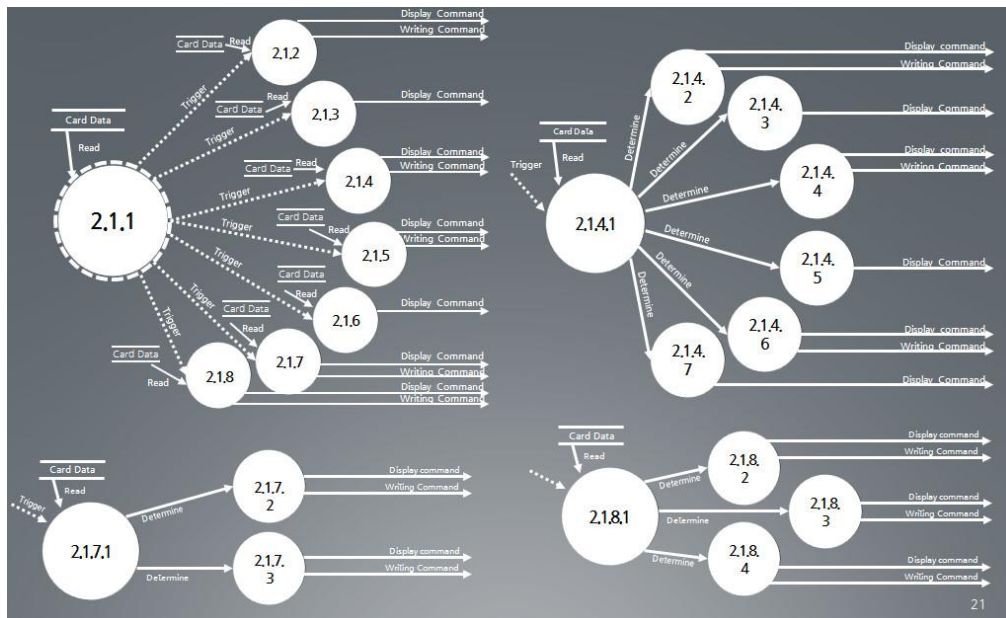 Display Command
Writing Command
Card Data
Read
2.1.2
Trigger
Card Data
Read
2.1.3
Display Command
Trigger
Card Data
Read
2.1.1
Card Data
Read
2.1.4
Display Command
Writing Command
Trigger
Card Data
Read
2.1.5
Display Command
Writing Command
Trigger
Card Data
Read
2.1.6
Display Command
Trigger
Card Data
Read
2.1.7
Display Command
Writing Command
Trigger
Card Data
Read
2.1.8
Display Command
Writing Command
Trigger
Card Data
Read
Trigger
2.1.4.1
Determine
2.1.4.
2
Display command
Writing Command
Determine
2.1.4.
3
Display Command
Determine
2.1.4.
4
Display Command
Writing Command
Determine
2.1.4.
5
Display Command
Determine
2.1.4.
6
Display command
Writing Command
Determine
2.1.4.
7
Display Command
Card Data
Read
Trigger
2.1.7.1
Determine
2.1.7.
2
Display command
Writing Command
Determine
2.1.7.
3
Display command
Writing Command
Card Data
Read
2.1.8.1
Determine
2.1.8.
2
Display command
Writing Command
Determine
2.1.8.
3
Display command
Writing Command
Determine
2.1.8.
4
Display command
Writing Command
21